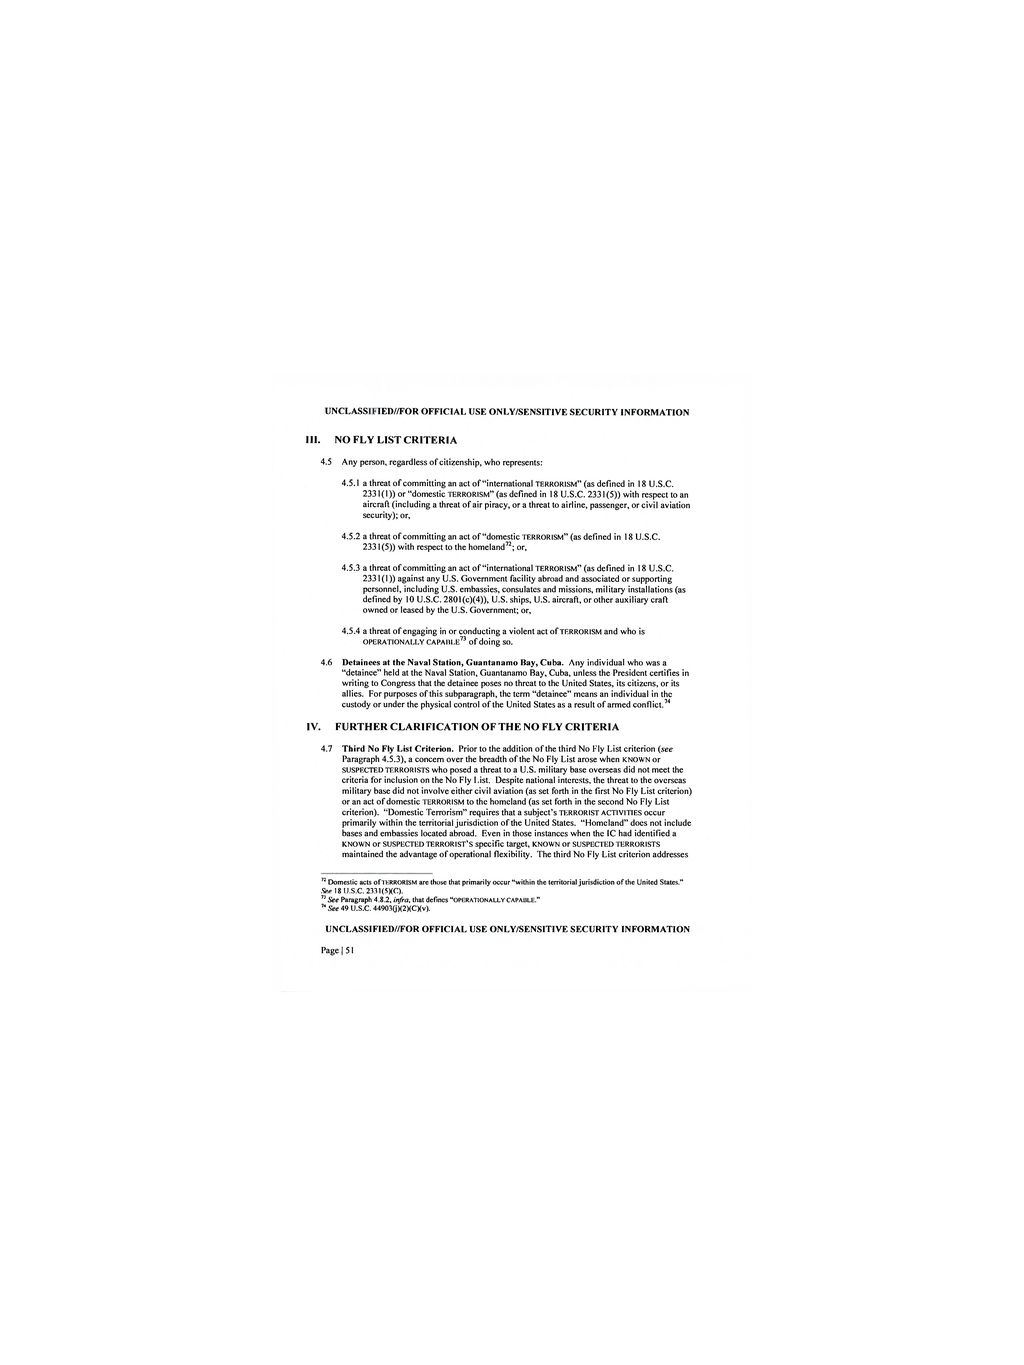 UNCLASSIFIED//FOR OFFICIAL USE ONLY/SENSITIVE SECURITY INFORMATION
III. NO FLY LIST CRITERIA
4.5 Any person, regardless of citizenship, who represents:
4.5.1 a threat of committing an act of "international TERRORISM" (as defined in 18 U.S.C.
2331(1)) or "domestic TERRORISM" (as defined in 18 U.S.C. 2331(5)) with respect to an
aircraft (including a threat of air piracy, or a threat to airline, passenger, or civil aviation
security); or,
4.5.2 a threat of committing an act of "domestic TERRORISM" (as defined in 18 U.S.C.
2331(5)) with respect to the homeland72; or,
4.5.3 a threat of committing an act of "international TERRORISM" (as defined in 18 U.S.C.
2331(1)) against any U.S. Government facility abroad and associated or supporting
personnel, including U.S. embassies, consulates and missions, military installations (as
defined by 10 U.S.C. 2801(c)(4)), U.S. ships, U.S. aircraft, or other auxiliary craft
owned or leased by the U.S. Government; or,
4.5.4 a threat of engaging in or conducting a violent act of TERRORISM and who is
OPERATIONALLY CAPABLE73 of doing so.
4.6 Detainees at the Naval Station, Guantanamo Bay, Cuba. Any individual who was a
"detainee" held at the Naval Station, Guantanamo Bay, Cuba, unless the President certifies in
writing to Congress that the detainee poses no threat to the United States, its citizens, or its
allies. For purposes of this subparagraph, the term "detainee" means an individual in the
custody or under the physical control of the United States as a result of armed conflict.74
IV. FURTHER CLARIFICATION OF THE NO FLY CRITERIA
4.7 Third No Fly List Criterion. Prior to the addition of the third No Fly List criterion (see
Paragraph 4.5.3), a concern over the breadth of the No Fly List arose when KNOWN or
SUSPECTED TERRORISTS who posed a threat to a U.S. military base overseas did not meet the
criteria for inclusion on the No Fly List. Despite national interests, the threat to the overseas
military base did not involve either civil aviation (as set forth in the first No Fly List criterion)
or an act of domestic TERRORISM to the homeland (as set forth in the second No Fly List
criterion). "Domestic Terrorism" requires that a subject's TERRORIST ACTIVITIES occur
primarily within the territorial jurisdiction of the United States. "Homeland" does not include
bases and embassies located abroad. Even in those instances when the IC had identified a
KNOWN or SUSPECTED TERRORIST'S specific target, KNOWN or SUSPECTED TERRORISTS
maintained the advantage of operational flexibility. The third No Fly List criterion addresses
72 Domestic acts of TERRORISM are those that primarily occur "within the territorial jurisdiction of the United States."
See 18 U.S.C. 2331(5)(C).
73 See Paragraph 4.8.2, infra, that defines "OPERATIONALLY CAPABLE."
74 See 49 U.S.C. 44903(j)(2)(C)(v).
UNCLASSIFIED//FOR OFFICIAL USE ONLY/SENSITIVE SECURITY INFORMATION
Page | 51